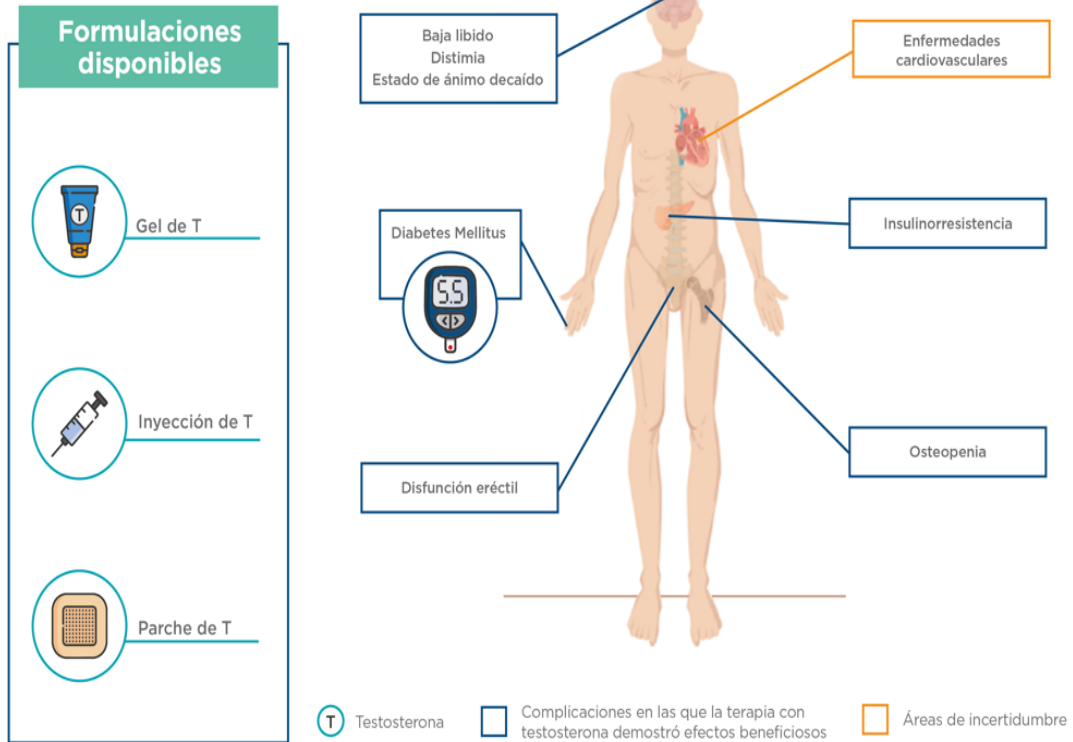 Formulaciones
disponibles
T
Gel de T
Inyección de T
Parche de T
Baja libido
Distimia
Estado de ánimo decaído
Enfermedades
cardiovasculares
Diabetes Mellitus
5.5
Insulinorresistencia
Disfunción eréctil
Osteopenia
T Testosterona
Complicaciones en las que la terapia con
testosterona demostró efectos beneficiosos
Áreas de incertidumbre